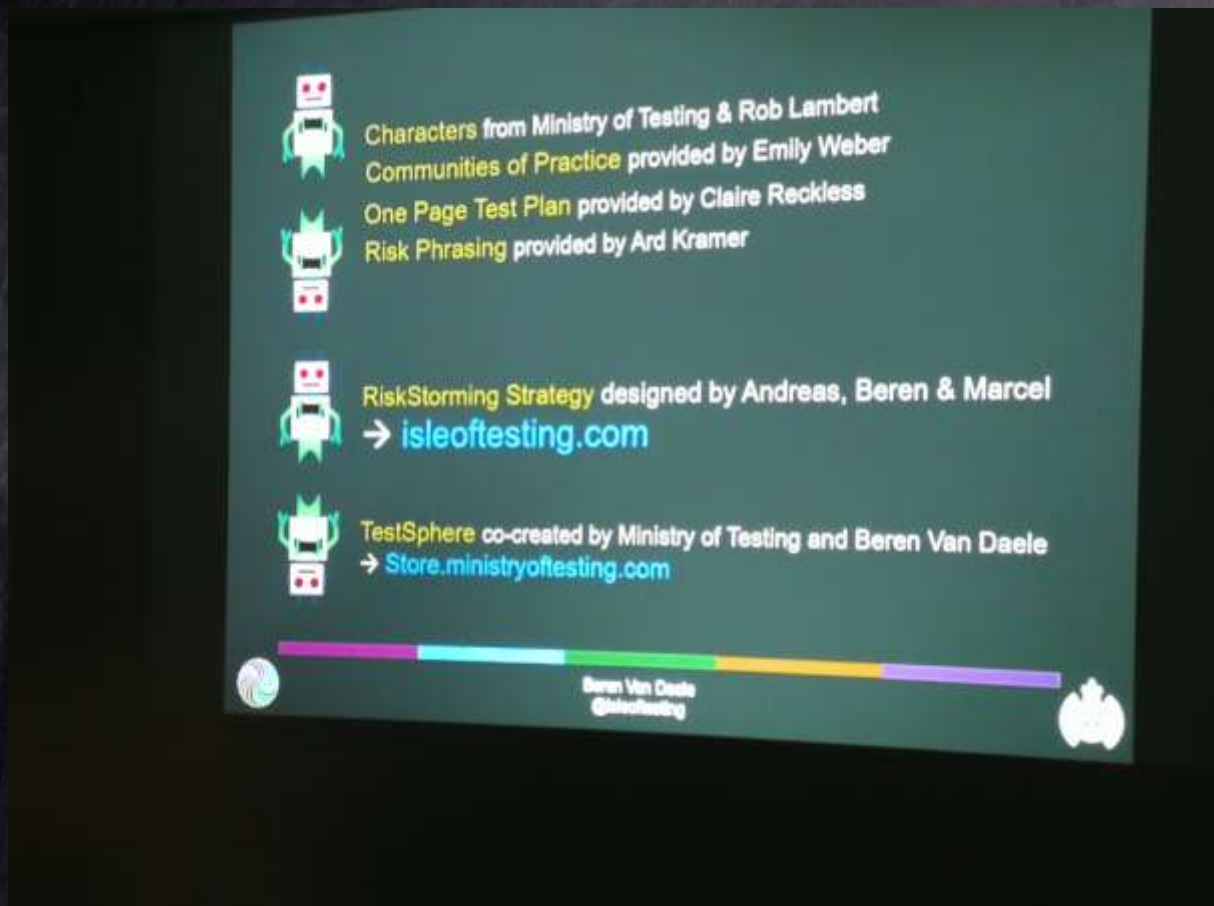 Characters from Ministry of Testing & Rob Lambert
Communities of Practice provided by Emily Weber
One Page Test Plan provided by Claire Reckless
Risk Phrasing provided by Ard Kramer
RiskStorming Strategy designed by Andreas, Beren & Marcel
→ isleoftesting.com
TestSphere co-created by Ministry of Testing and Beren Van Daele
→ Store.ministryoftesting.com
Beren Van Daele
@isleoftesting